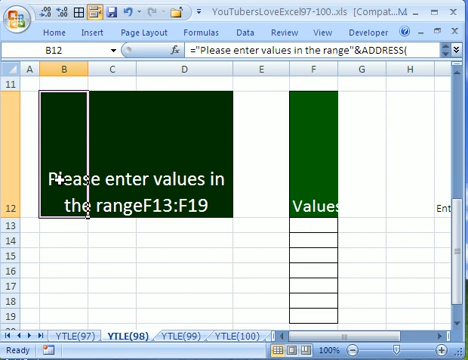 YouTubersLoveExcel97-100...xls [Compat...
Home Insert Page Layout Formulas Data Review View Developer
B12 fx ="Please enter values in the range"&ADDRESS(
A B C D E F G H
11
12
Please enter values in
the rangeF13:F19
Values
Ent
13
14
15
16
17
18
19
20
YTLE(97) YTLE(98) YTLE(99) YTLE(100)
Ready 100%